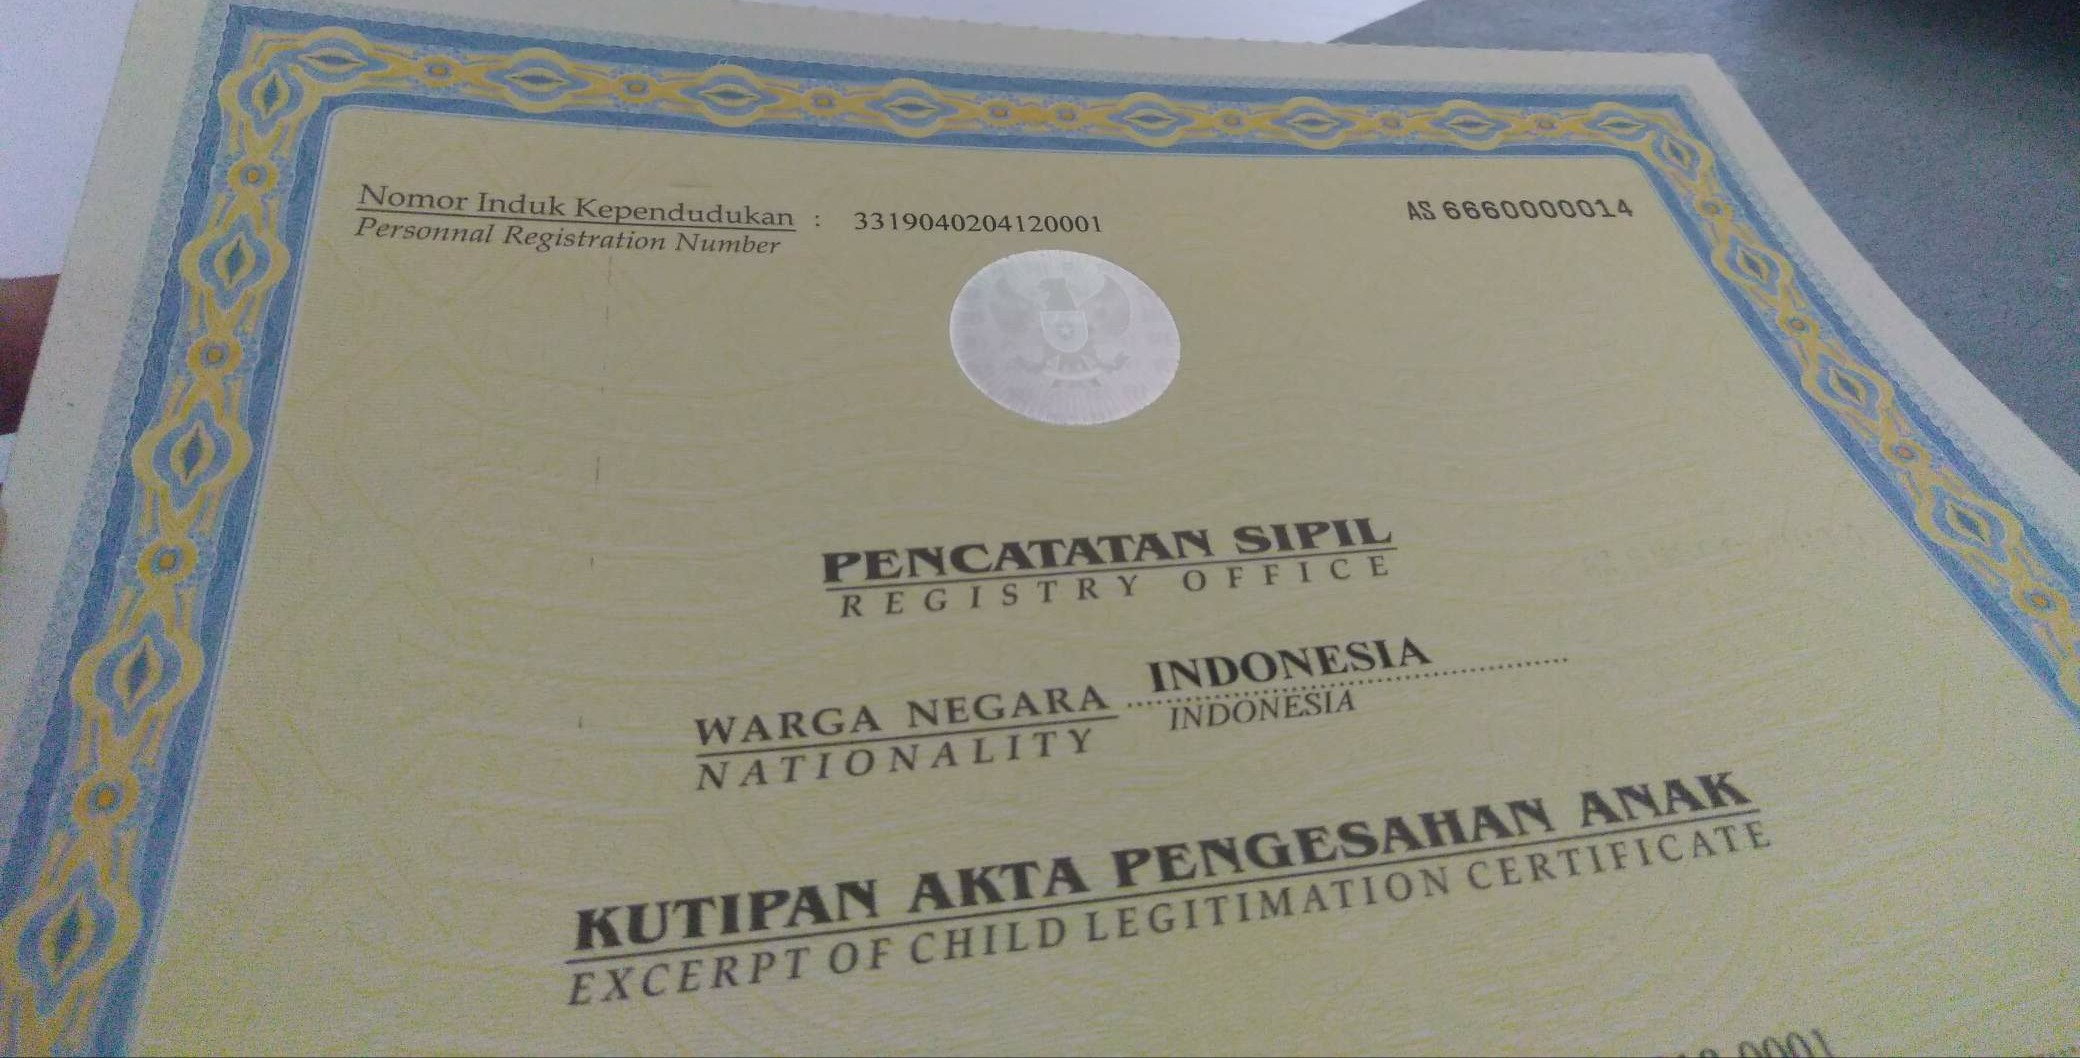 Nomor Induk Kependudukan : 3319040204120001
Personnal Registration Number
AS 6660000014
PENCATATAN SIPIL
REGISTRY OFFICE
WARGA NEGARA INDONESIA
NATIONALITY INDONESIA
KUTIPAN AKTA PENGESAHAN ANAK
EXCERPT OF CHILD LEGITIMATION CERTIFICATE